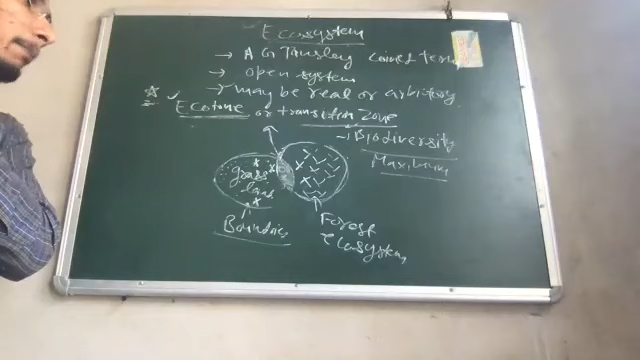 Ecosystem
→ A G Tansley coined term
→ open system
→ may be real or arbitrary
Ecotone or transition zone
→ Biodiversity
Maximum
grass
land
Boundries
Forest
Ecosystem